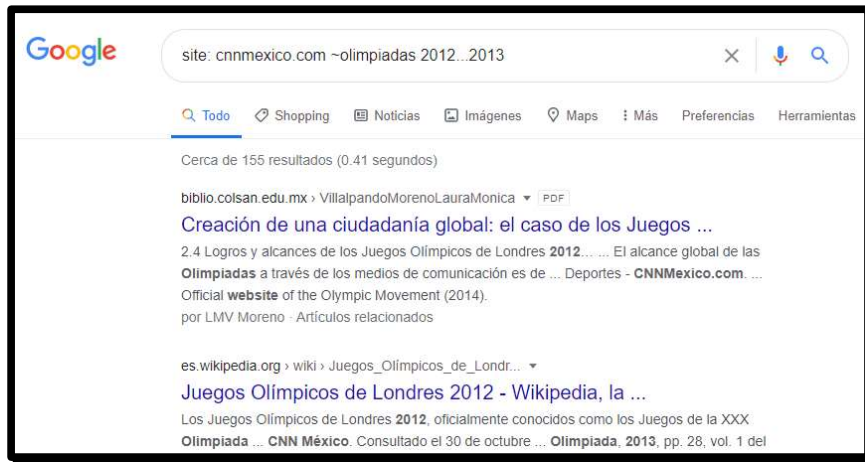 Google
site: cnnmexico.com ~olimpiadas 2012...2013
Todo Shopping Noticias Imágenes Maps Más Preferencias Herramientas
Cerca de 155 resultados (0.41 segundos)
biblio.colsan.edu.mx › VillalpandoMorenoLauraMonica PDF
Creación de una ciudadanía global: el caso de los Juegos ...
2.4 Logros y alcances de los Juegos Olímpicos de Londres 2012... ... El alcance global de las
Olimpiadas a través de los medios de comunicación es de ... Deportes - CNNMexico.com. ...
Official website of the Olympic Movement (2014).
por LMV Moreno · Artículos relacionados
es.wikipedia.org › wiki › Juegos_Olímpicos_de_Londr...
Juegos Olímpicos de Londres 2012 - Wikipedia, la ...
Los Juegos Olímpicos de Londres 2012, oficialmente conocidos como los Juegos de la XXX
Olimpiada ... CNN México. Consultado el 30 de octubre ... Olimpiada, 2013, pp. 28, vol. 1 del